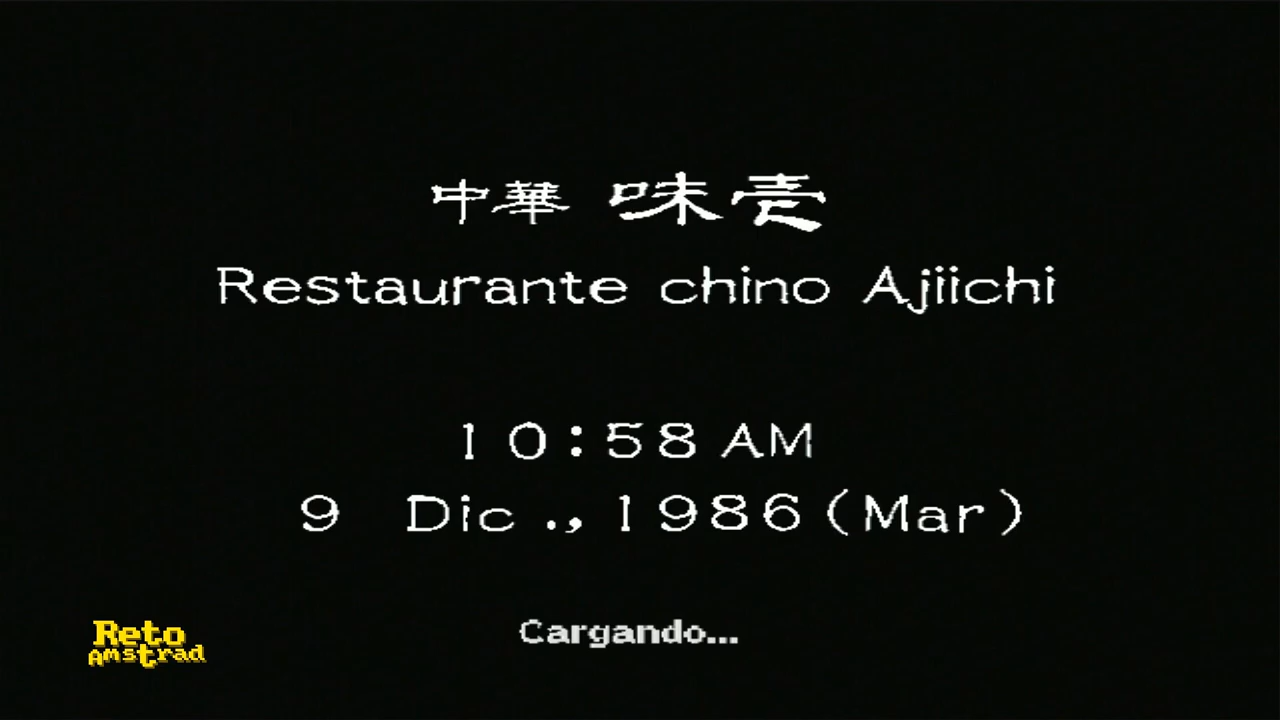 中華 味壱
Restaurante chino Ajiichi
10:58 AM
9 Dic ., 1986 (Mar)
Cargando...
Reto
Amstrad